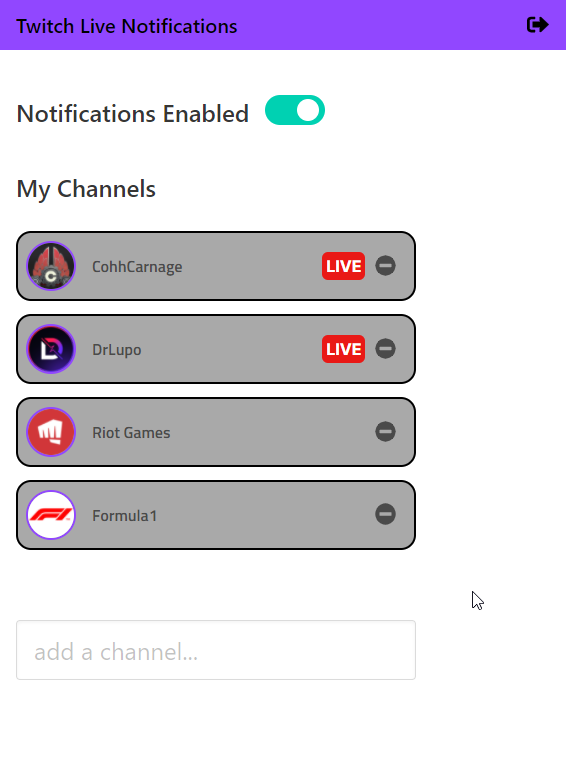 Twitch Live Notifications
Notifications Enabled
My Channels
CohhCarnage LIVE
DrLupo LIVE
Riot Games
Formula1
add a channel...